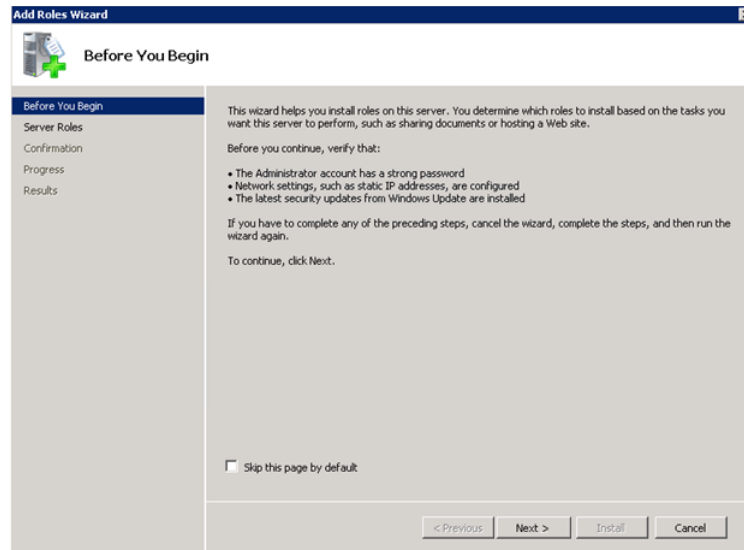 Add Roles Wizard
Before You Begin
Before You Begin
Server Roles
Confirmation
Progress
Results
This wizard helps you install roles on this server. You determine which roles to install based on the tasks you
want this server to perform, such as sharing documents or hosting a Web site.
Before you continue, verify that:
• The Administrator account has a strong password
• Network settings, such as static IP addresses, are configured
• The latest security updates from Windows Update are installed
If you have to complete any of the preceding steps, cancel the wizard, complete the steps, and then run the
wizard again.
To continue, click Next.
Skip this page by default
< Previous
Next >
Install
Cancel